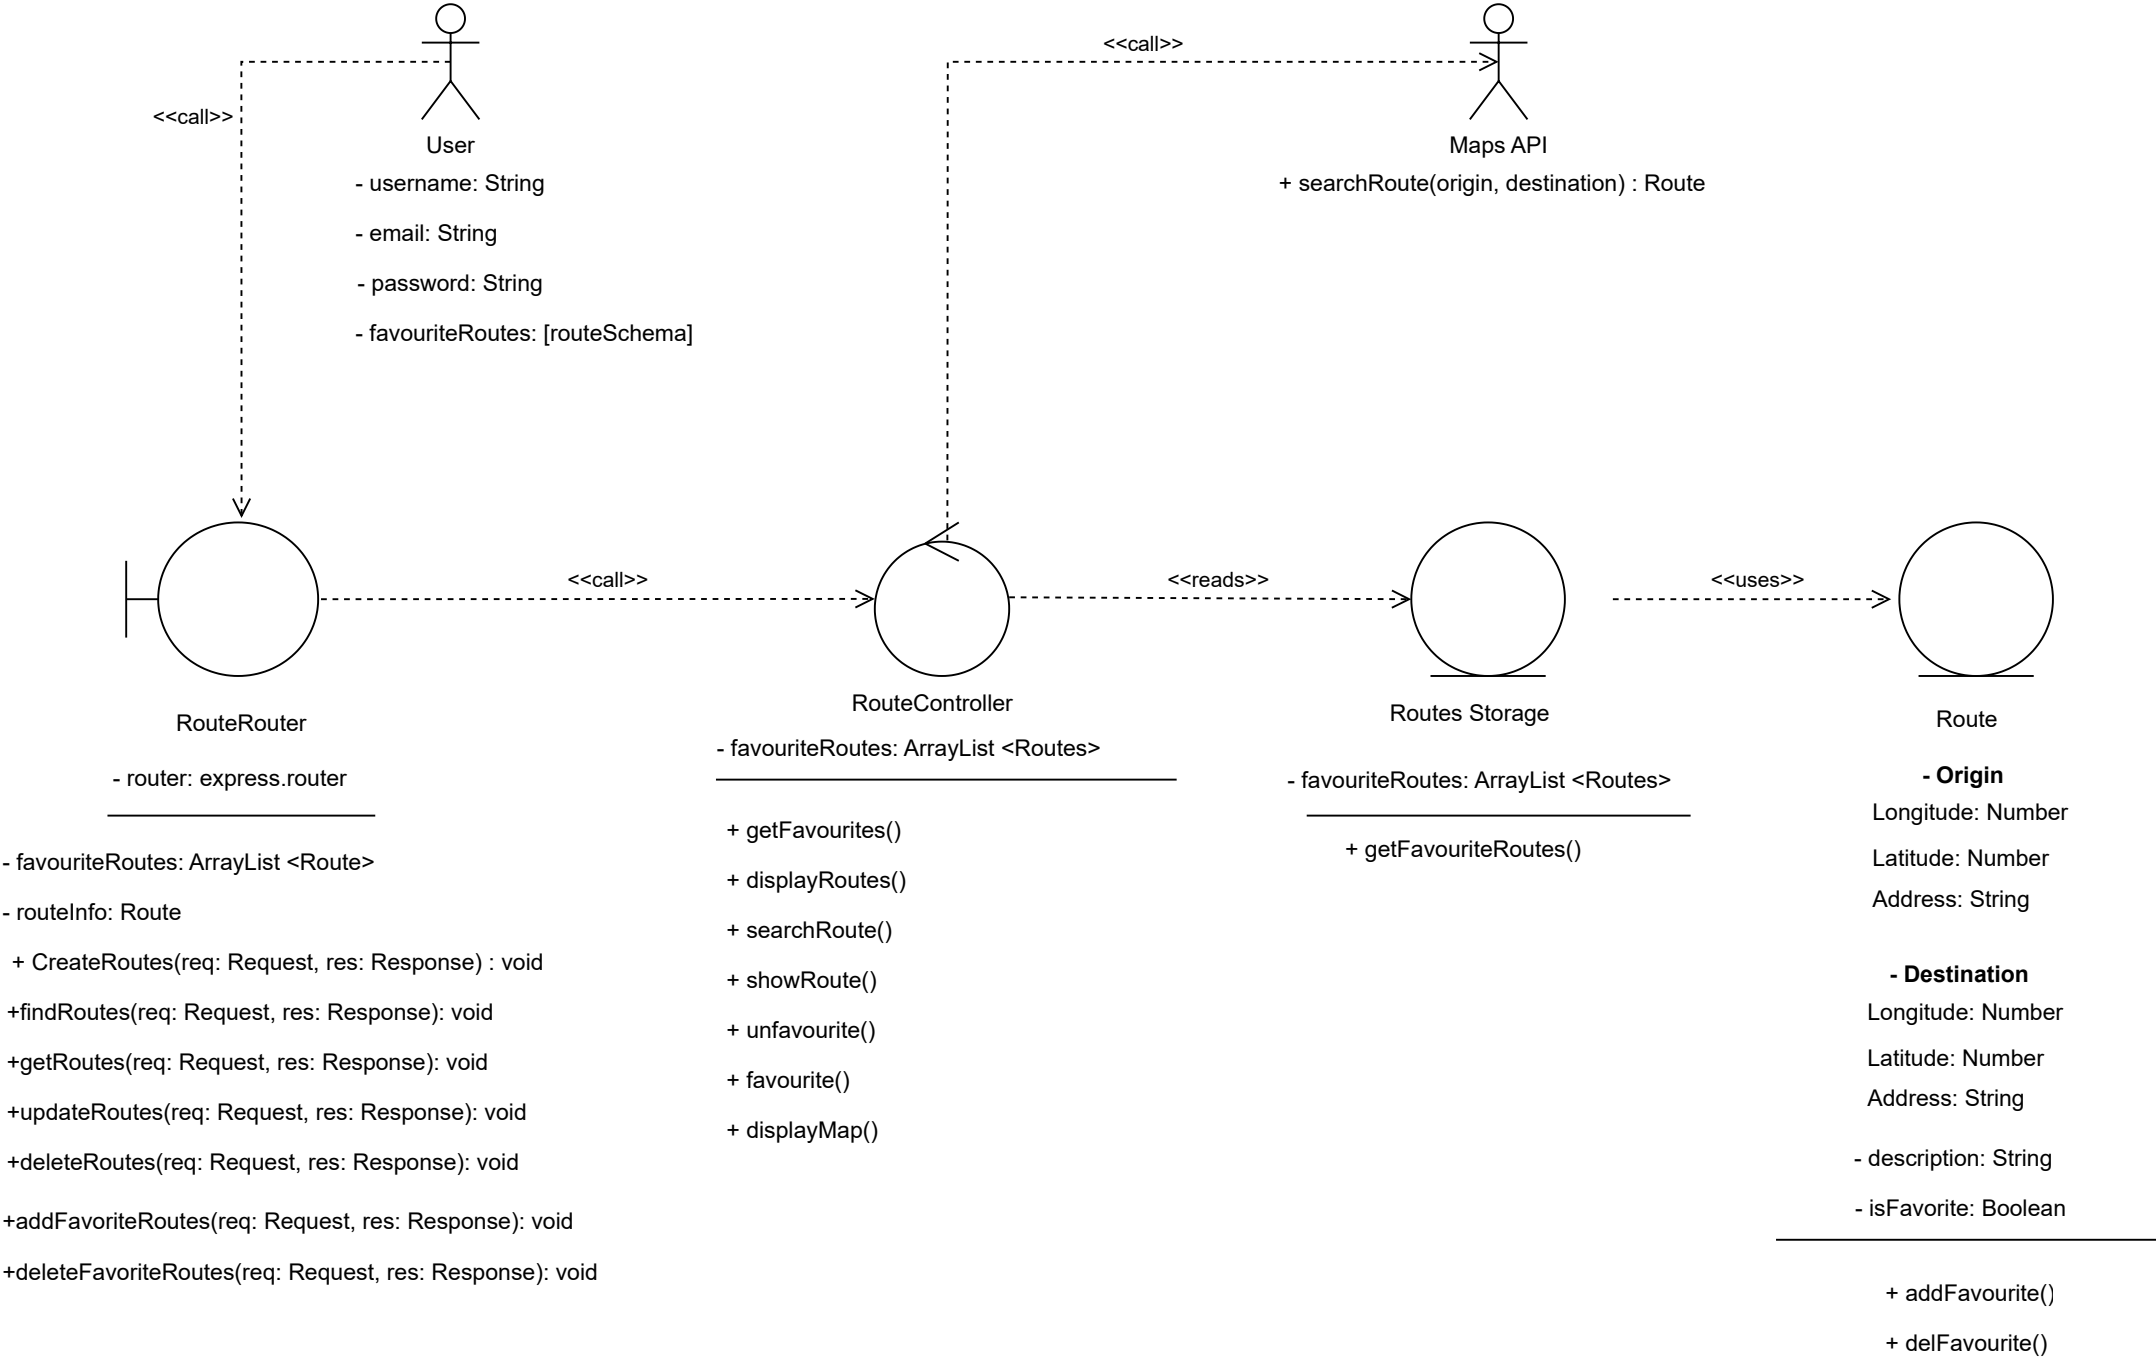 <<call>>
<<call>>
User
- username: String
- email: String
- password: String
- favouriteRoutes: [routeSchema]
Maps API
+ searchRoute(origin, destination) : Route
<<call>>
<<reads>>
<<uses>>
RouteRouter
- router: express.router
- favouriteRoutes: ArrayList <Route>
- routeInfo: Route
+ CreateRoutes(req: Request, res: Response) : void
+findRoutes(req: Request, res: Response): void
+getRoutes(req: Request, res: Response): void
+updateRoutes(req: Request, res: Response): void
+deleteRoutes(req: Request, res: Response): void
+addFavoriteRoutes(req: Request, res: Response): void
+deleteFavoriteRoutes(req: Request, res: Response): void
RouteController
- favouriteRoutes: ArrayList <Routes>
+ getFavourites()
+ displayRoutes()
+ searchRoute()
+ showRoute()
+ unfavourite()
+ favourite()
+ displayMap()
Routes Storage
- favouriteRoutes: ArrayList <Routes>
+ getFavouriteRoutes()
Route
- Origin
Longitude: Number
Latitude: Number
Address: String
- Destination
Longitude: Number
Latitude: Number
Address: String
- description: String
- isFavorite: Boolean
+ addFavourite()
+ delFavourite()